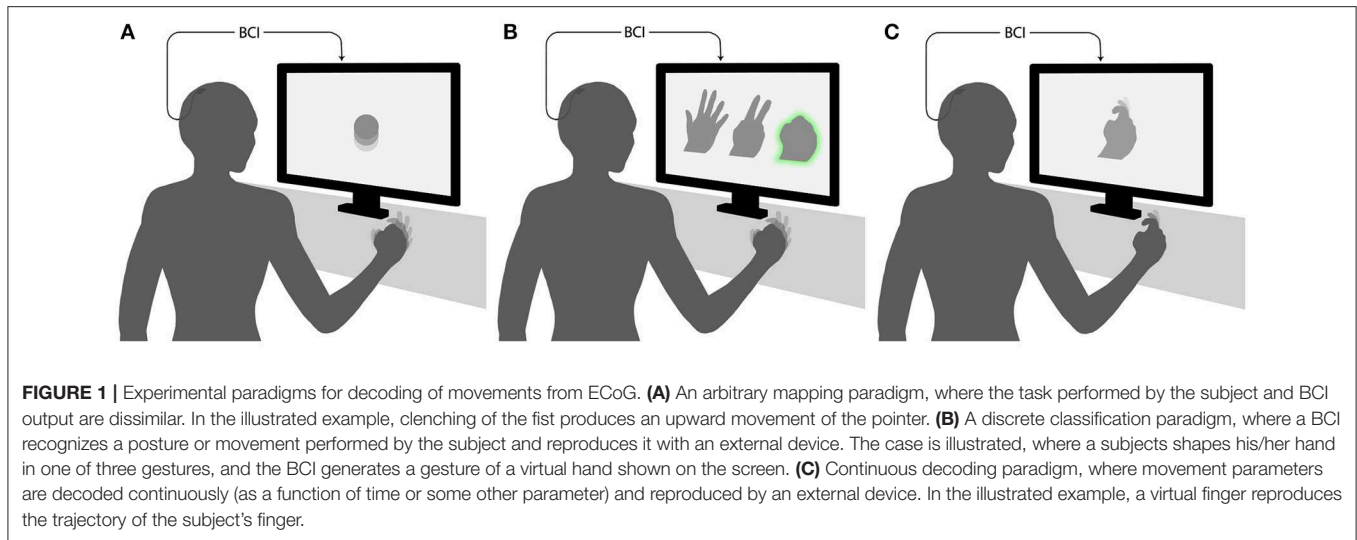 A
BCI
B
BCI
C
BCI
FIGURE 1 | Experimental paradigms for decoding of movements from ECoG. (A) An arbitrary mapping paradigm, where the task performed by the subject and BCI
output are dissimilar. In the illustrated example, clenching of the fist produces an upward movement of the pointer. (B) A discrete classification paradigm, where a BCI
recognizes a posture or movement performed by the subject and reproduces it with an external device. The case is illustrated, where a subjects shapes his/her hand
in one of three gestures, and the BCI generates a gesture of a virtual hand shown on the screen. (C) Continuous decoding paradigm, where movement parameters
are decoded continuously (as a function of time or some other parameter) and reproduced by an external device. In the illustrated example, a virtual finger reproduces
the trajectory of the subject's finger.